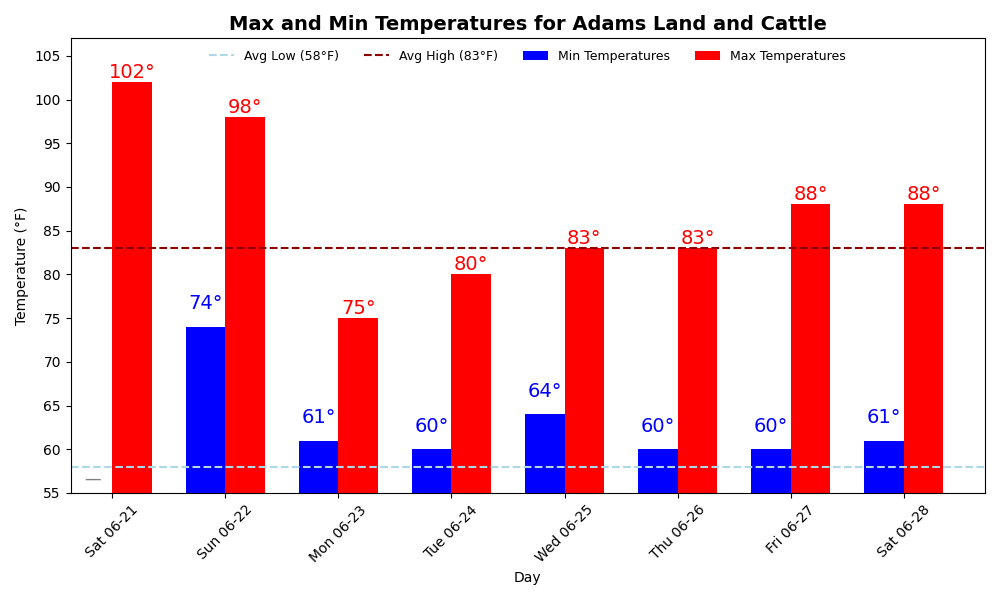 Max and Min Temperatures for Adams Land and Cattle
Avg Low (58°F) Avg High (83°F) Min Temperatures Max Temperatures
Temperature (°F)
105
100
95
90
85
80
75
70
65
60
55
102°
74° 98°
61° 75°
60° 80°
64° 83°
60° 83°
60° 88°
61° 88°
—
Sat 06-21
Sun 06-22
Mon 06-23
Tue 06-24
Wed 06-25
Thu 06-26
Fri 06-27
Sat 06-28
Day